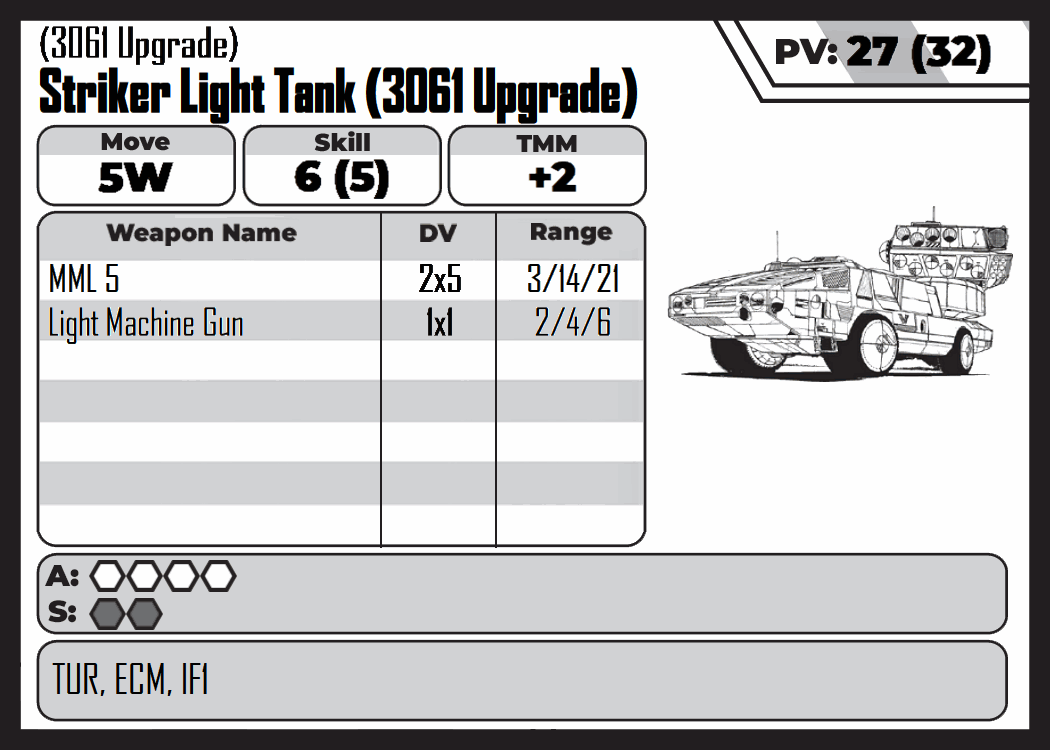 (3061 Upgrade)
Striker Light Tank (3061 Upgrade)
PV: 27 (32)
Move Skill TMM
5W 6 (5) +2
Weapon Name DV Range
MML 5 2x5 3/14/21
Light Machine Gun 1x1 2/4/6
A:
S:
TUR, ECM, IF1